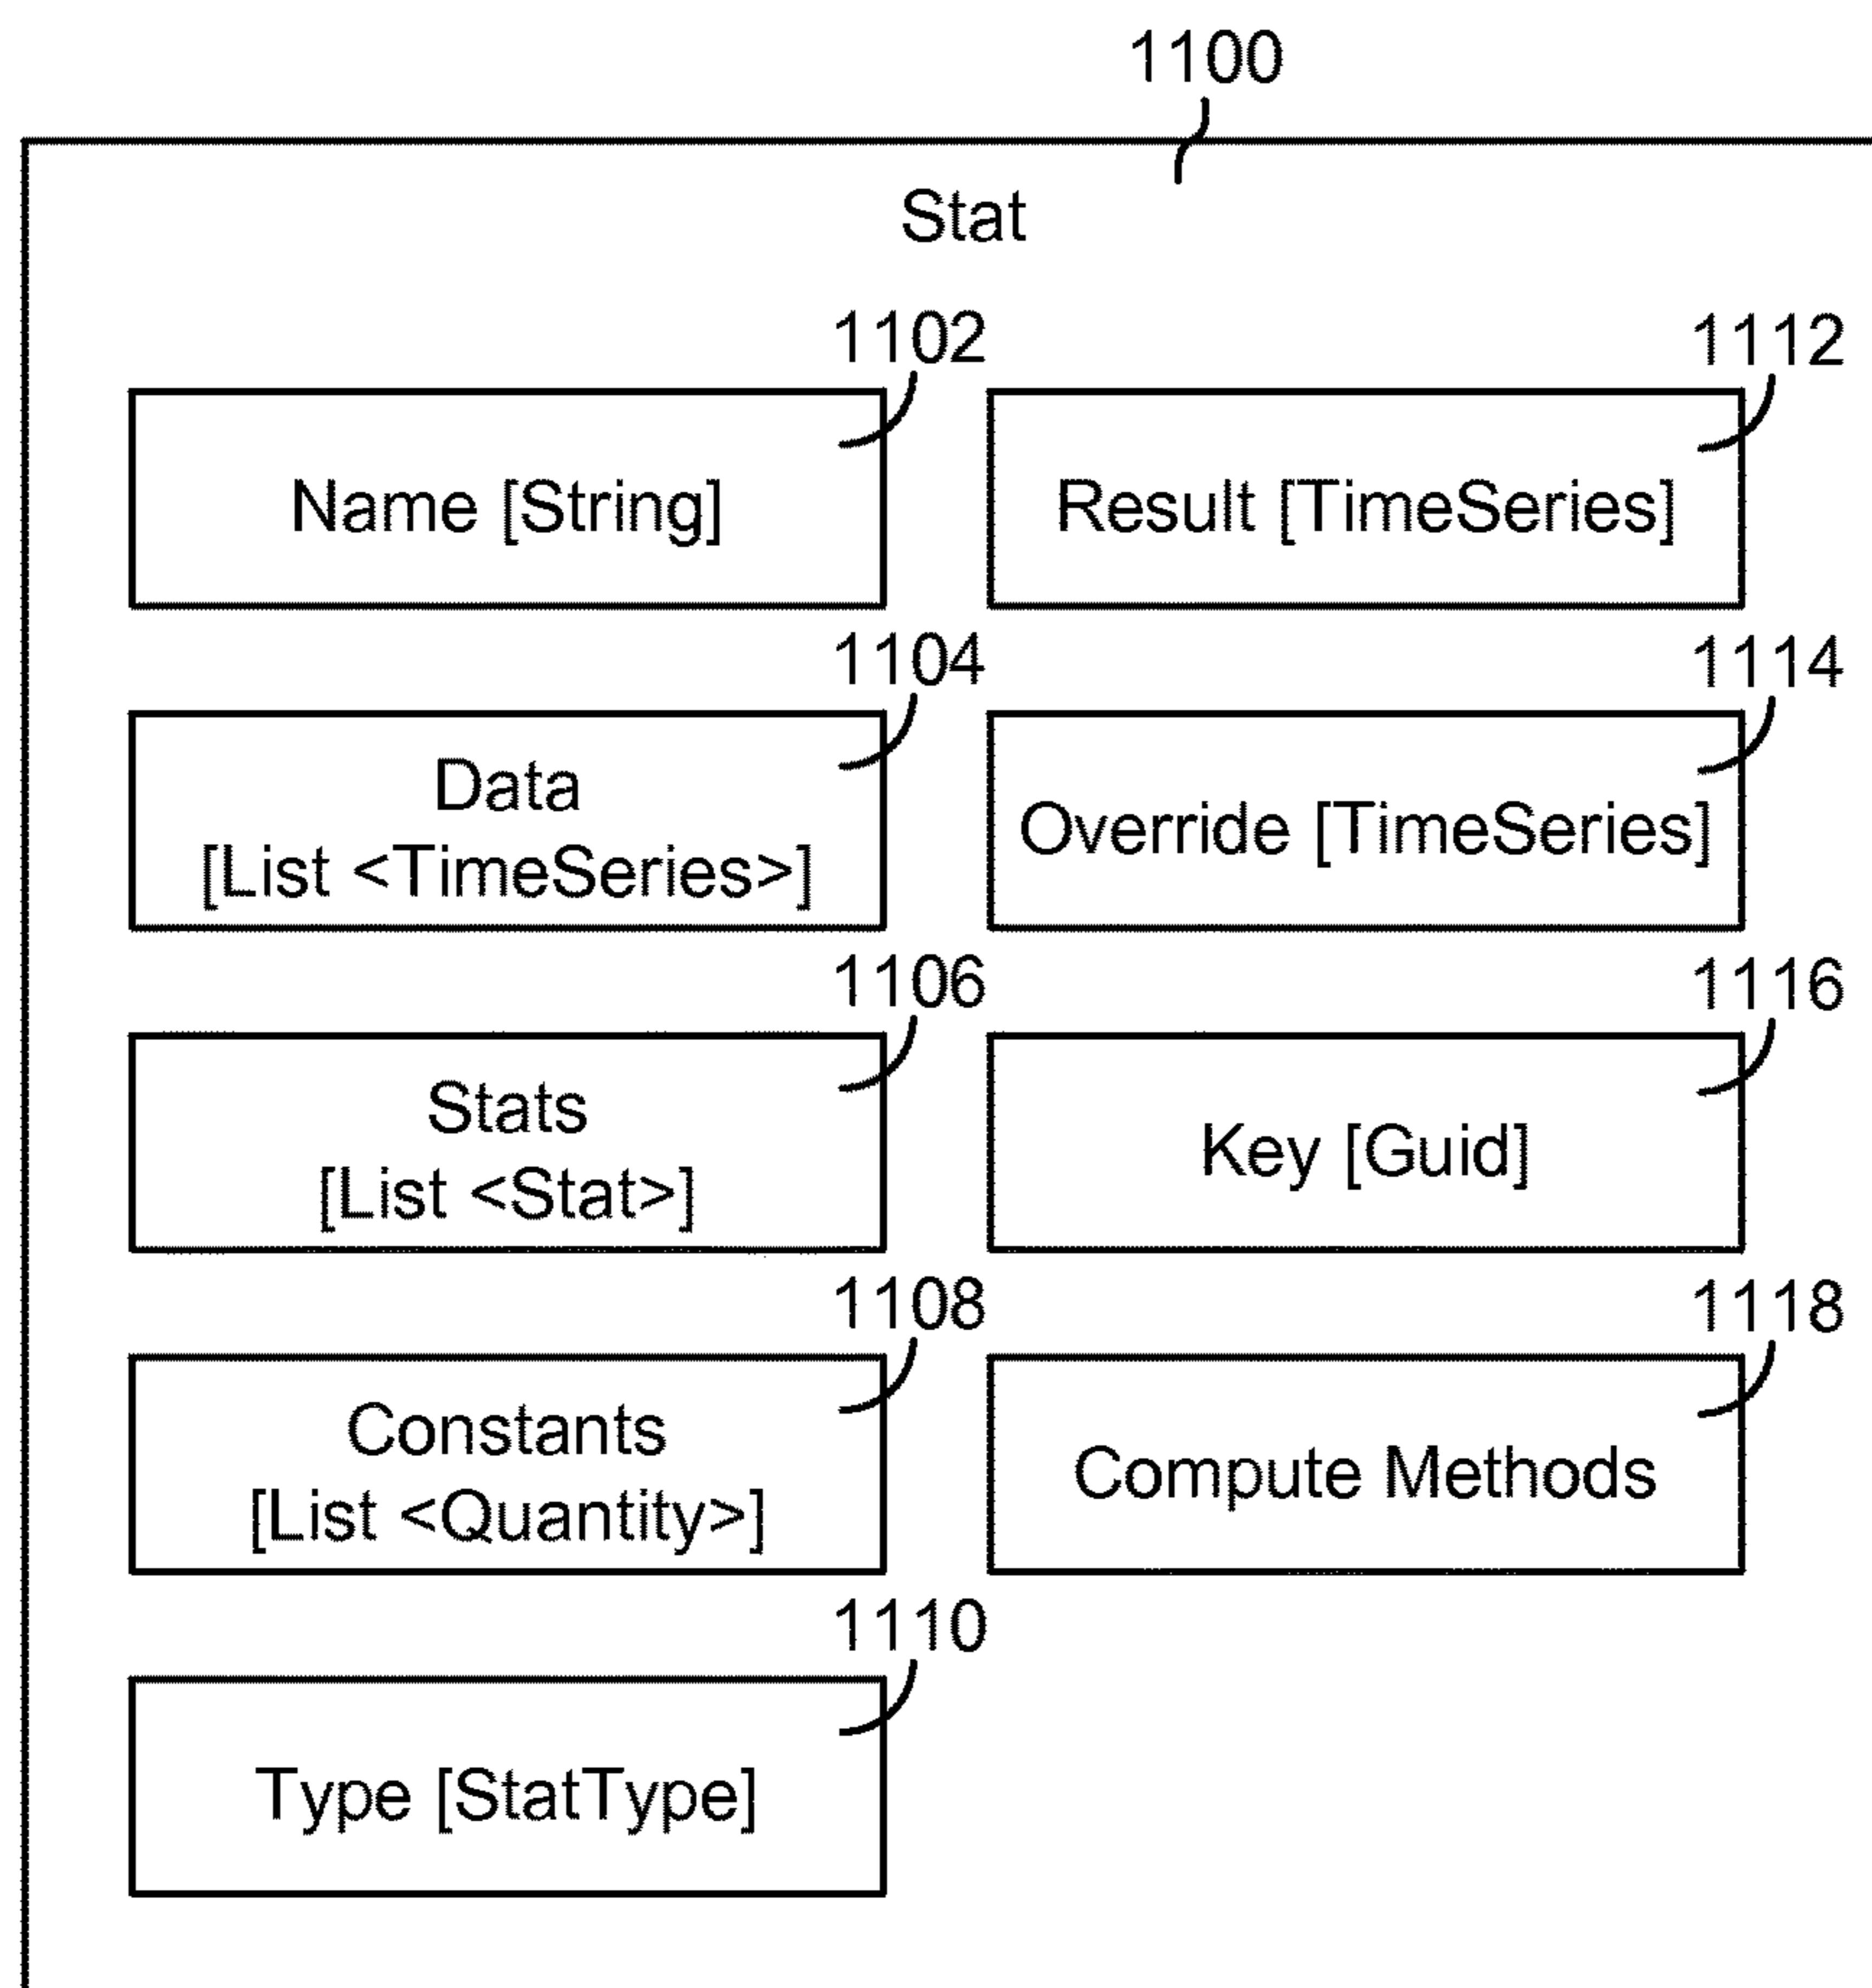 1100
Stat
1102
1112
Name [String]
Result [TimeSeries]
1104
1114
Data
[List <TimeSeries>]
Override [TimeSeries]
1106
1116
Stats
[List <Stat>]
Key [Guid]
1108
1118
Constants
[List <Quantity>]
Compute Methods
1110
Type [StatType]